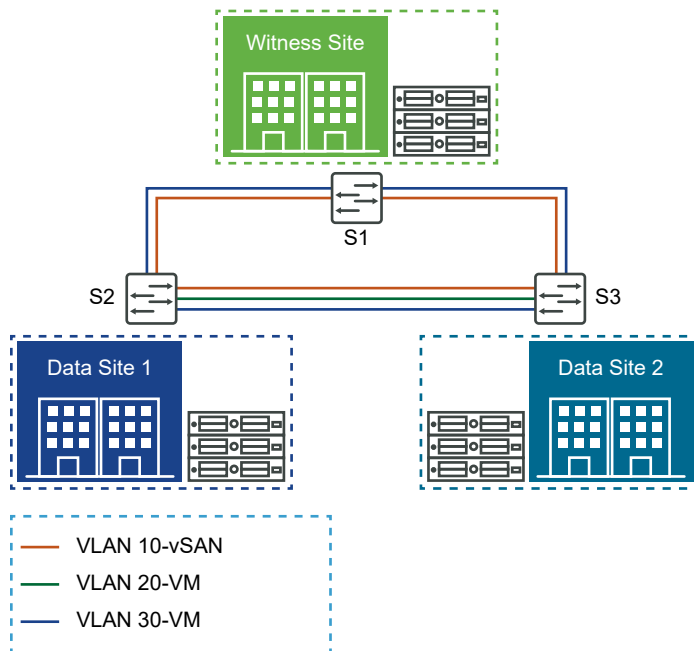 Witness Site
S1
S2
S3
Data Site 1
Data Site 2
VLAN 10-vSAN
VLAN 20-VM
VLAN 30-VM